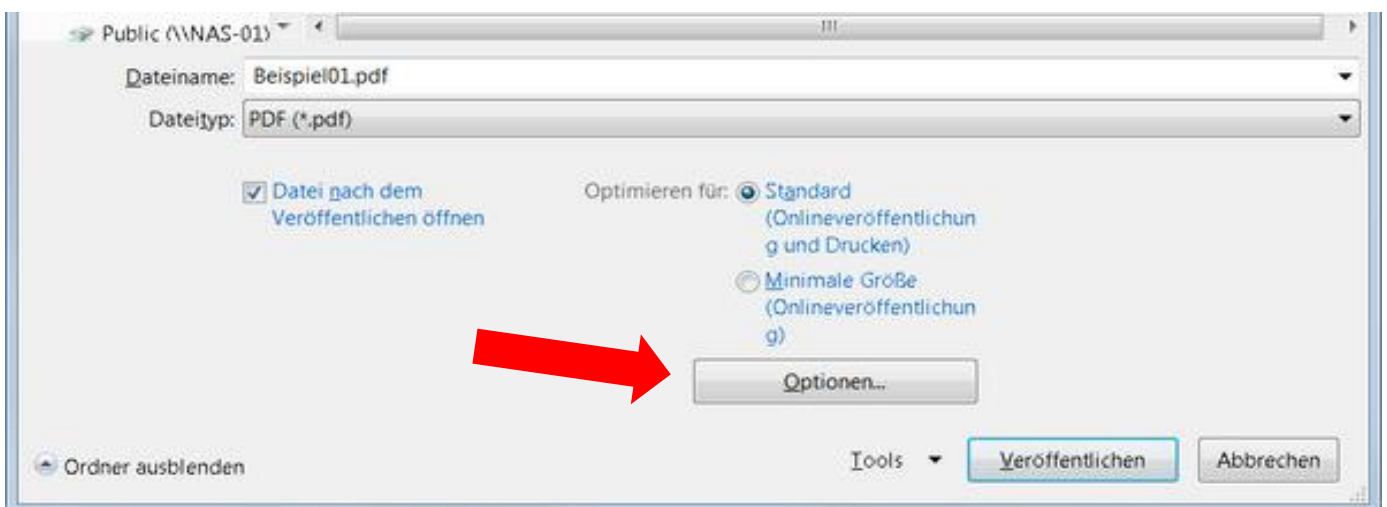 Public (\\NAS-01)
Dateiname: Beispiel01.pdf
Dateityp: PDF (*.pdf)
Datei nach dem
Veröffentlichen öffnen
Optimieren für: Standard
(Onlineveröffentlichun
g und Drucken)
Minimale Größe
(Onlineveröffentlichun
g)
Optionen...
Ordner ausblenden
Tools
Veröffentlichen
Abbrechen